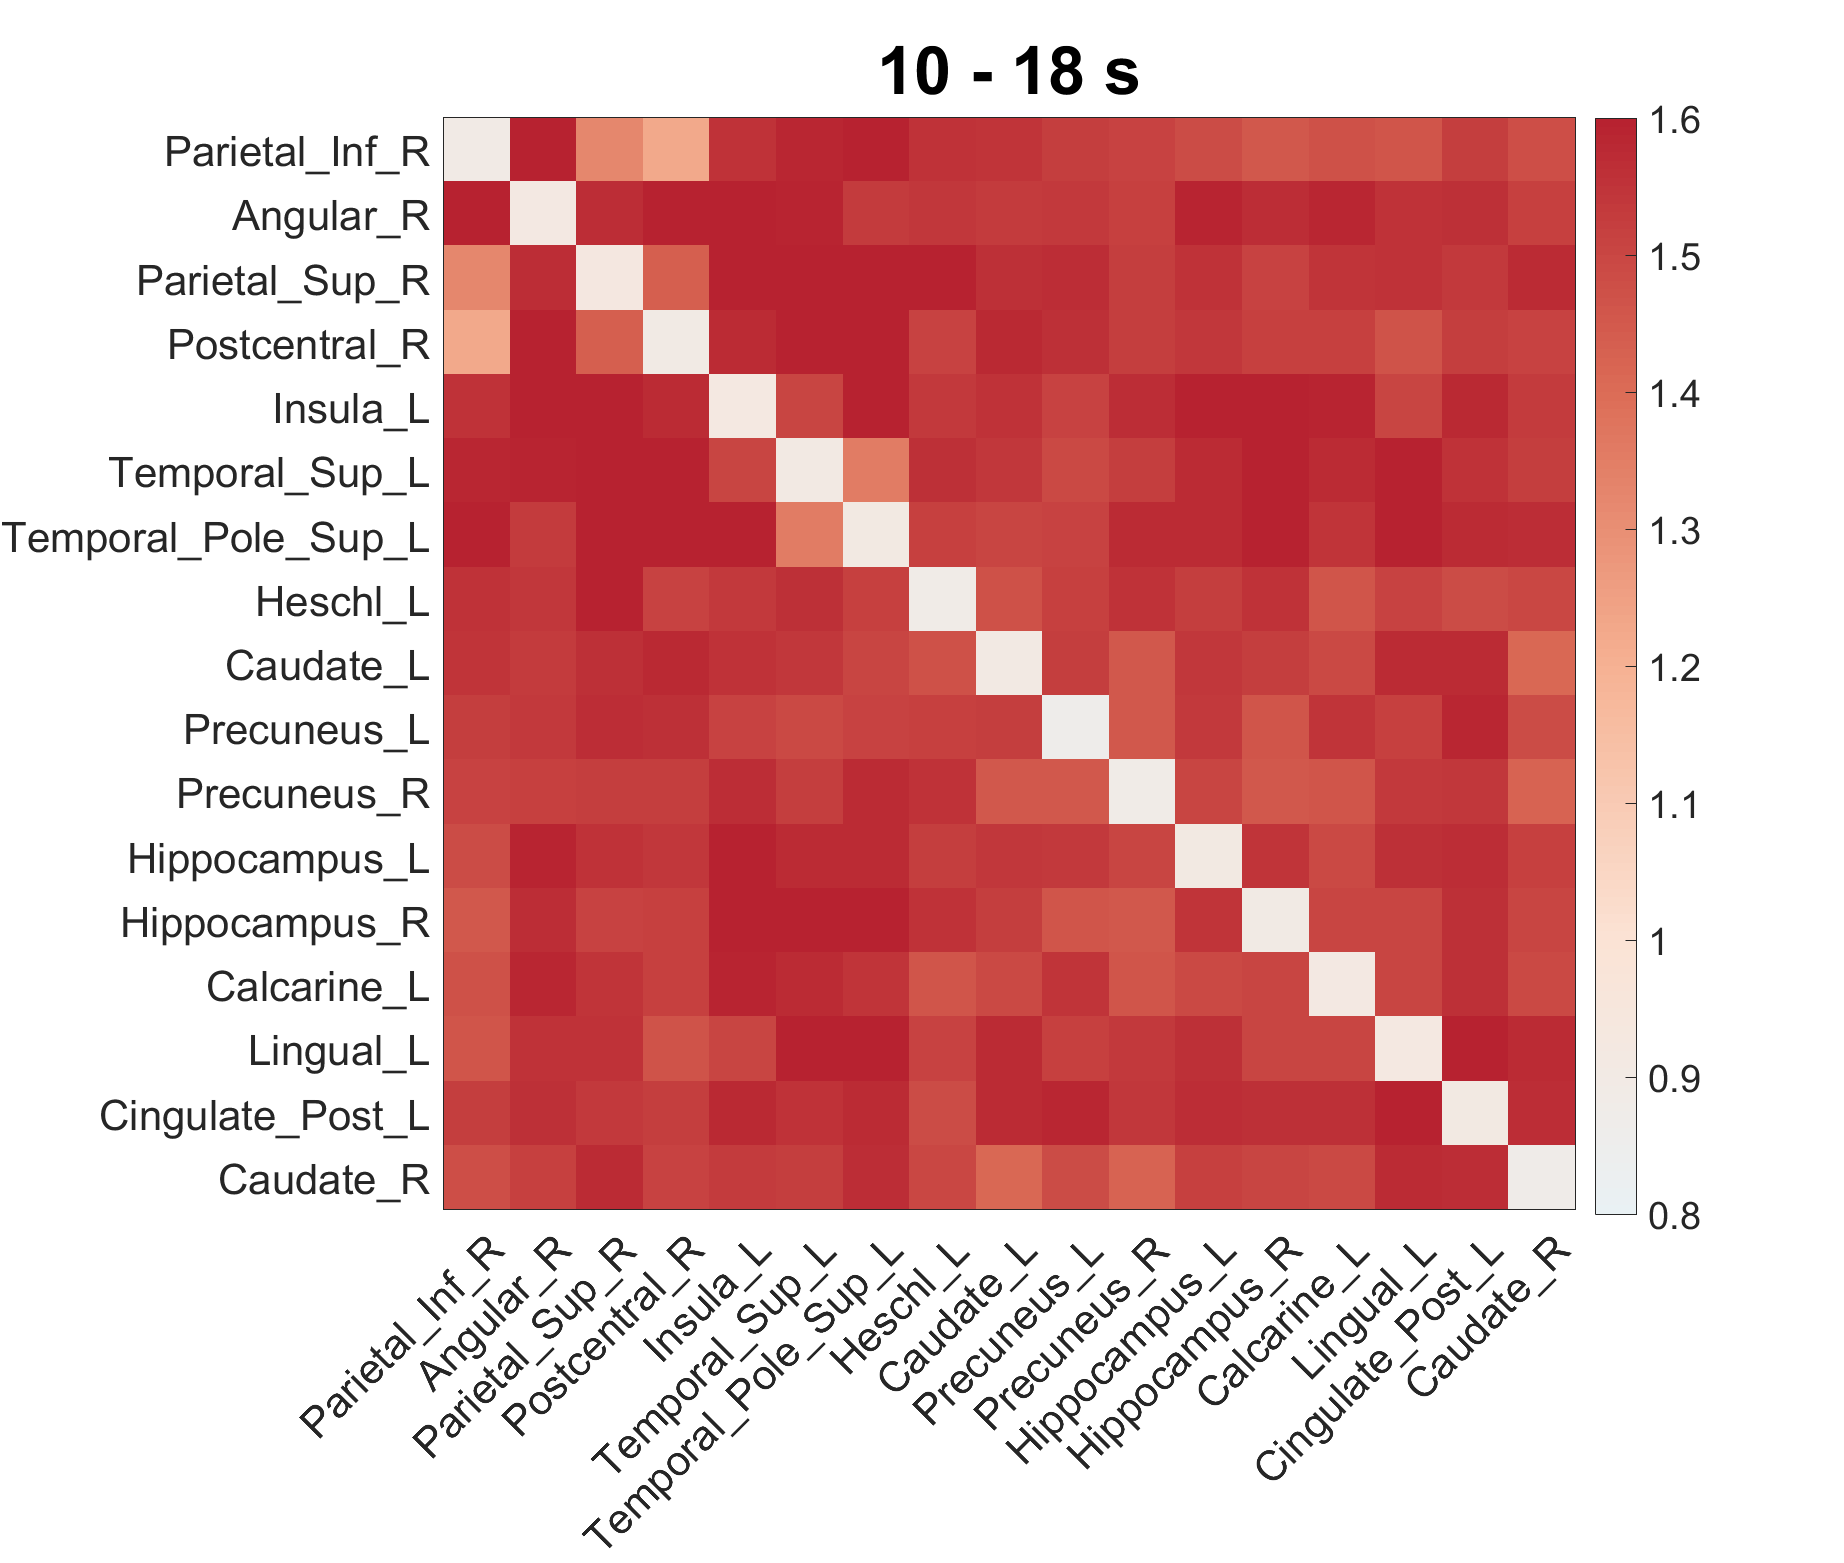 10 - 18 s
Parietal_Inf_R
Angular_R
Parietal_Sup_R
Postcentral_R
Insula_L
Temporal_Sup_L
Temporal_Pole_Sup_L
Heschl_L
Caudate_L
Precuneus_L
Precuneus_R
Hippocampus_L
Hippocampus_R
Calcarine_L
Lingual_L
Cingulate_Post_L
Caudate_R
Parietal_Inf_R
Angular_R
Parietal_Sup_R
Postcentral_R
Insula_L
Temporal_Sup_L
Temporal_Pole_Sup_L
Heschl_L
Caudate_L
Precuneus_L
Precuneus_R
Hippocampus_L
Hippocampus_R
Calcarine_L
Lingual_L
Cingulate_Post_L
Caudate_R
1.6
1.5
1.4
1.3
1.2
1.1
1
0.9
0.8